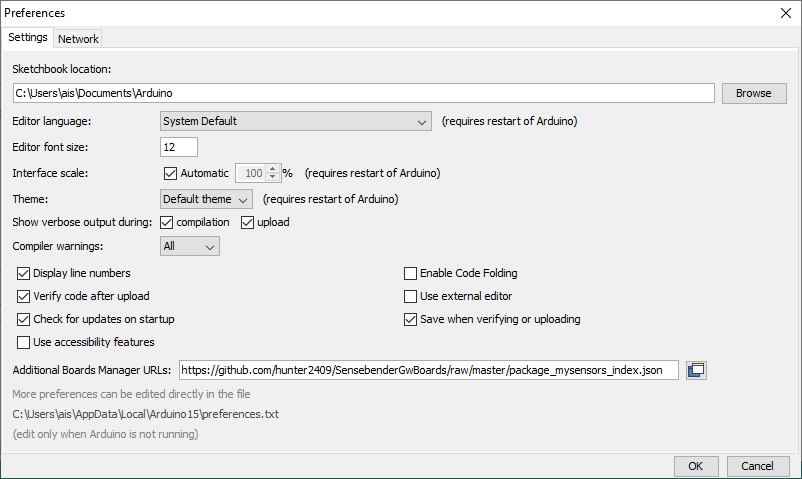 Preferences
Settings Network
Sketchbook location:
C:\Users\ais\Documents\Arduino Browse
Editor language: System Default (requires restart of Arduino)
Editor font size: 12
Interface scale: Automatic 100 % (requires restart of Arduino)
Theme: Default theme (requires restart of Arduino)
Show verbose output during: compilation upload
Compiler warnings: All
Display line numbers Enable Code Folding
Verify code after upload Use external editor
Check for updates on startup Save when verifying or uploading
Use accessibility features
Additional Boards Manager URLs: https://github.com/hunter2409/SensebenderGwBoards/raw/master/package_mysensors_index.json
More preferences can be edited directly in the file
C:\Users\ais\AppData\Local\Arduino15\preferences.txt
(edit only when Arduino is not running)
OK Cancel